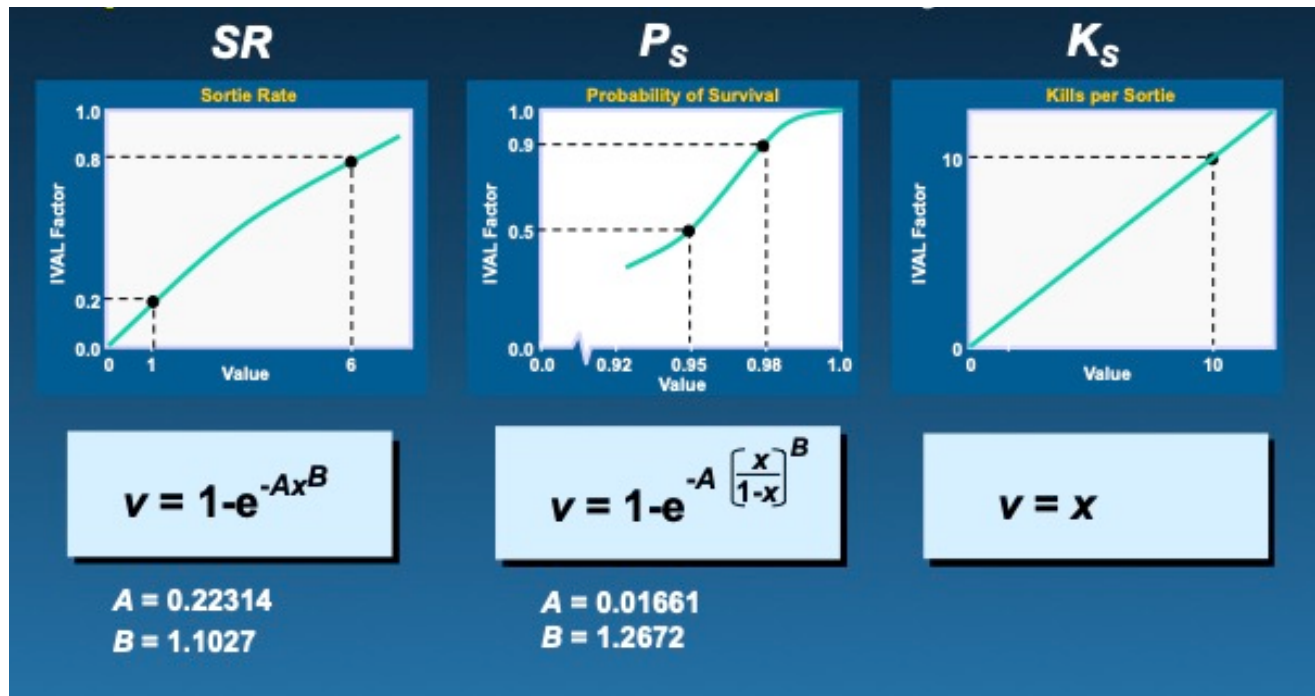 SR
Sortie Rate
IVAL Factor
1.0
0.8
0.2
0.0
0 1 6
Value
v = 1-e^-Ax^B
A = 0.22314
B = 1.1027
P_S
Probability of Survival
IVAL Factor
1.0
0.9
0.5
0.0
0.0 0.92 0.95 0.98 1.0
Value
v = 1-e^-A [x/1-x]^B
A = 0.01661
B = 1.2672
K_S
Kills per Sortie
IVAL Factor
10
0
0 Value 10
v = x